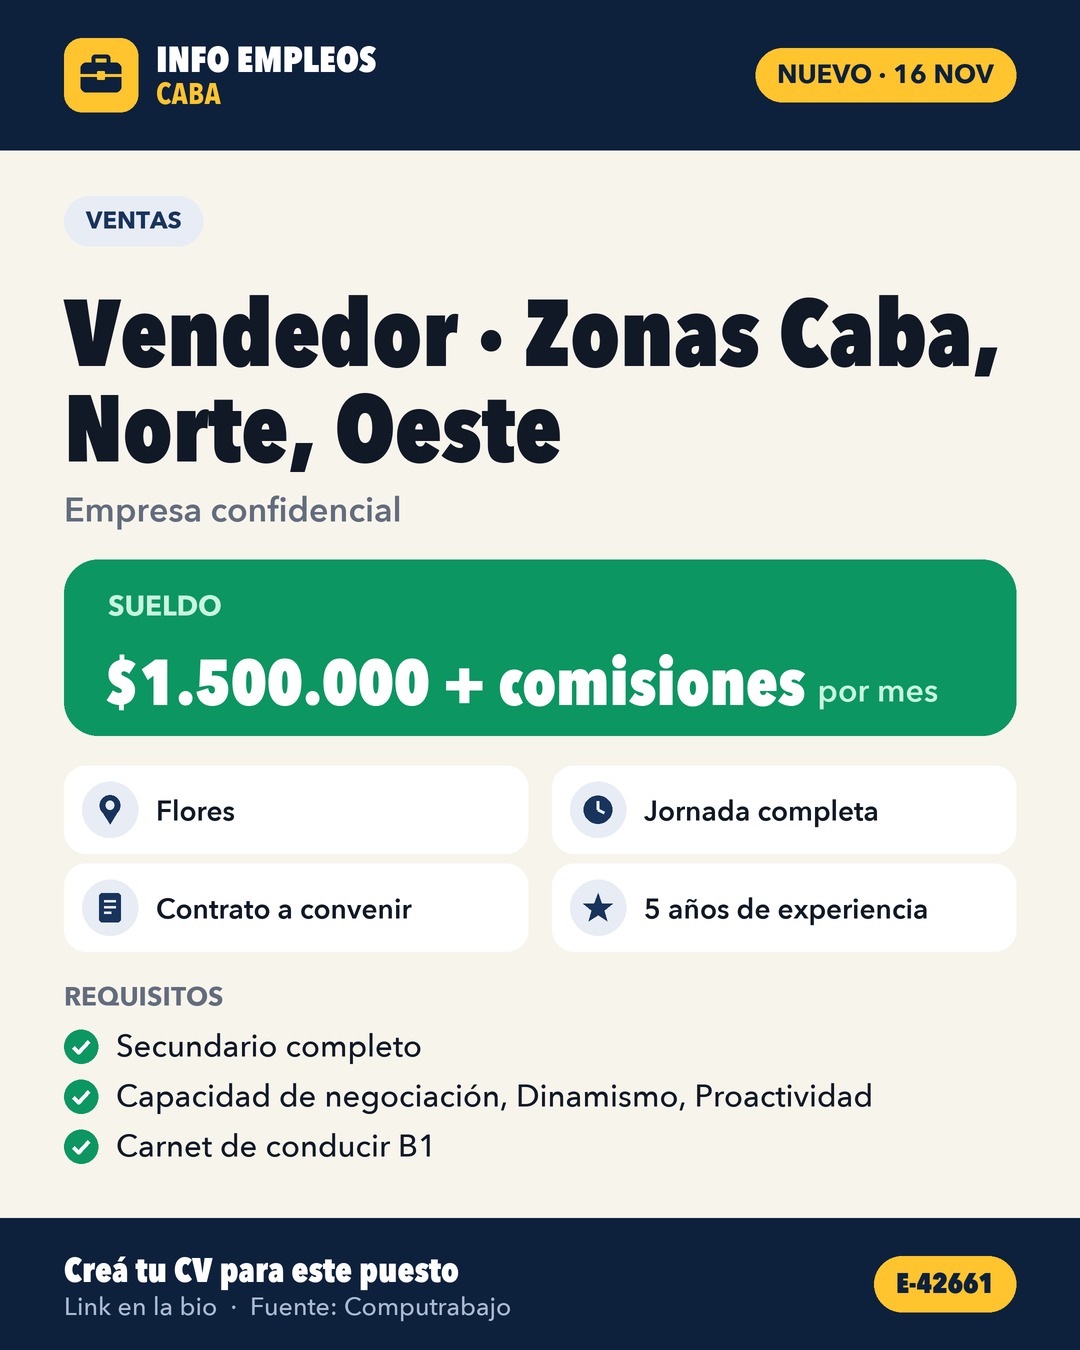 INFO EMPLEOS
CABA
NUEVO · 16 NOV
VENTAS
Vendedor · Zonas Caba,
Norte, Oeste
Empresa confidencial
SUELDO
$1.500.000 + comisiones por mes
Flores
Jornada completa
Contrato a convenir
5 años de experiencia
REQUISITOS
Secundario completo
Capacidad de negociación, Dinamismo, Proactividad
Carnet de conducir B1
Creá tu CV para este puesto
Link en la bio · Fuente: Computrabajo
E-42661